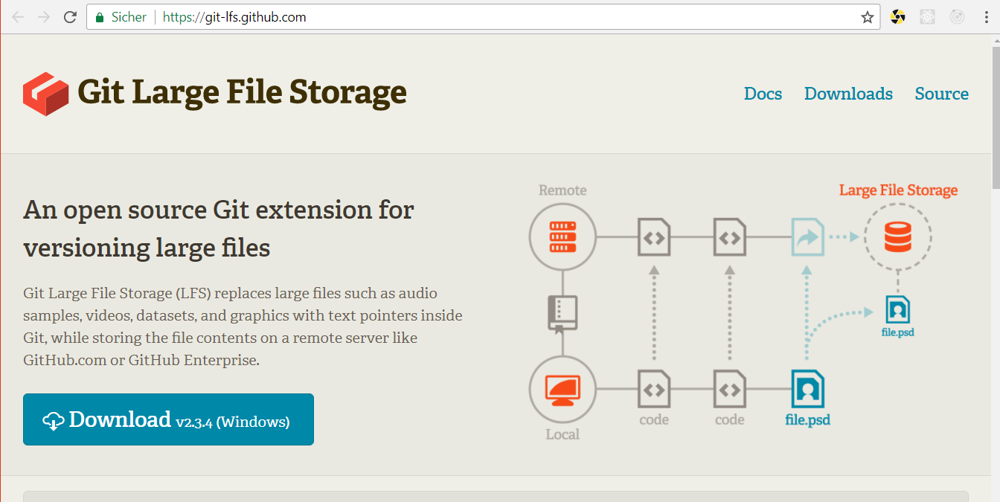 Sicher https://git-lfs.github.com
Git Large File Storage
Docs Downloads Source
An open source Git extension for
versioning large files
Git Large File Storage (LFS) replaces large files such as audio
samples, videos, datasets, and graphics with text pointers inside
Git, while storing the file contents on a remote server like
GitHub.com or GitHub Enterprise.
Download v2.3.4 (Windows)
Remote
Large File Storage
file.psd
Local
code
code
file.psd